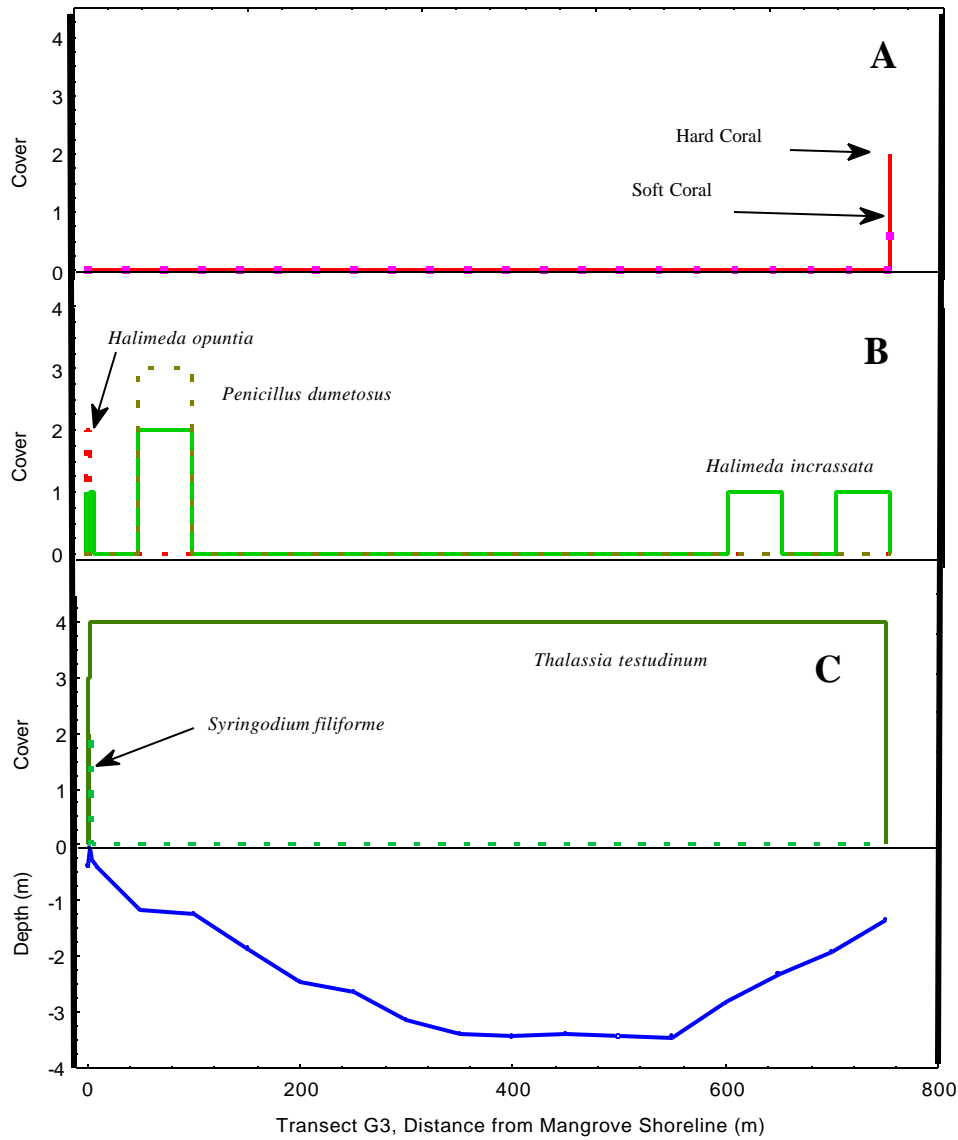 A
4
3
2
1
0
Cover
Hard Coral
Soft Coral
B
4
3
2
1
0
Cover
Halimeda opuntia
Penicillus dumetosus
Halimeda incrassata
C
4
3
2
1
0
Cover
Thalassia testudinum
Syringodium filiforme
-1
-2
-3
-4
Depth (m)
0 200 400 600 800
Transect G3, Distance from Mangrove Shoreline (m)